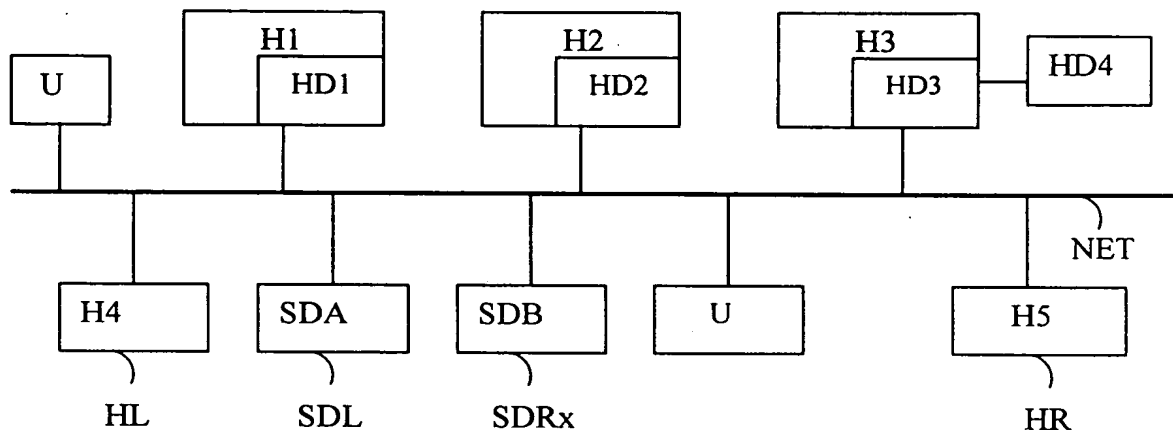 U
H1
HD1
H2
HD2
H3
HD3
HD4
NET
H4
SDA
SDB
U
H5
HL
SDL
SDRx
HR